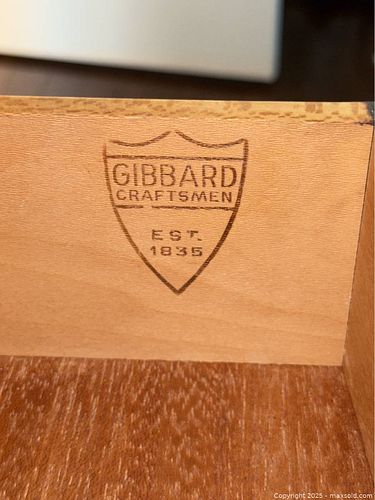 GIBBARD
CRAFTSMEN
EST.
1835
Copyright 2025 - maxsold.com